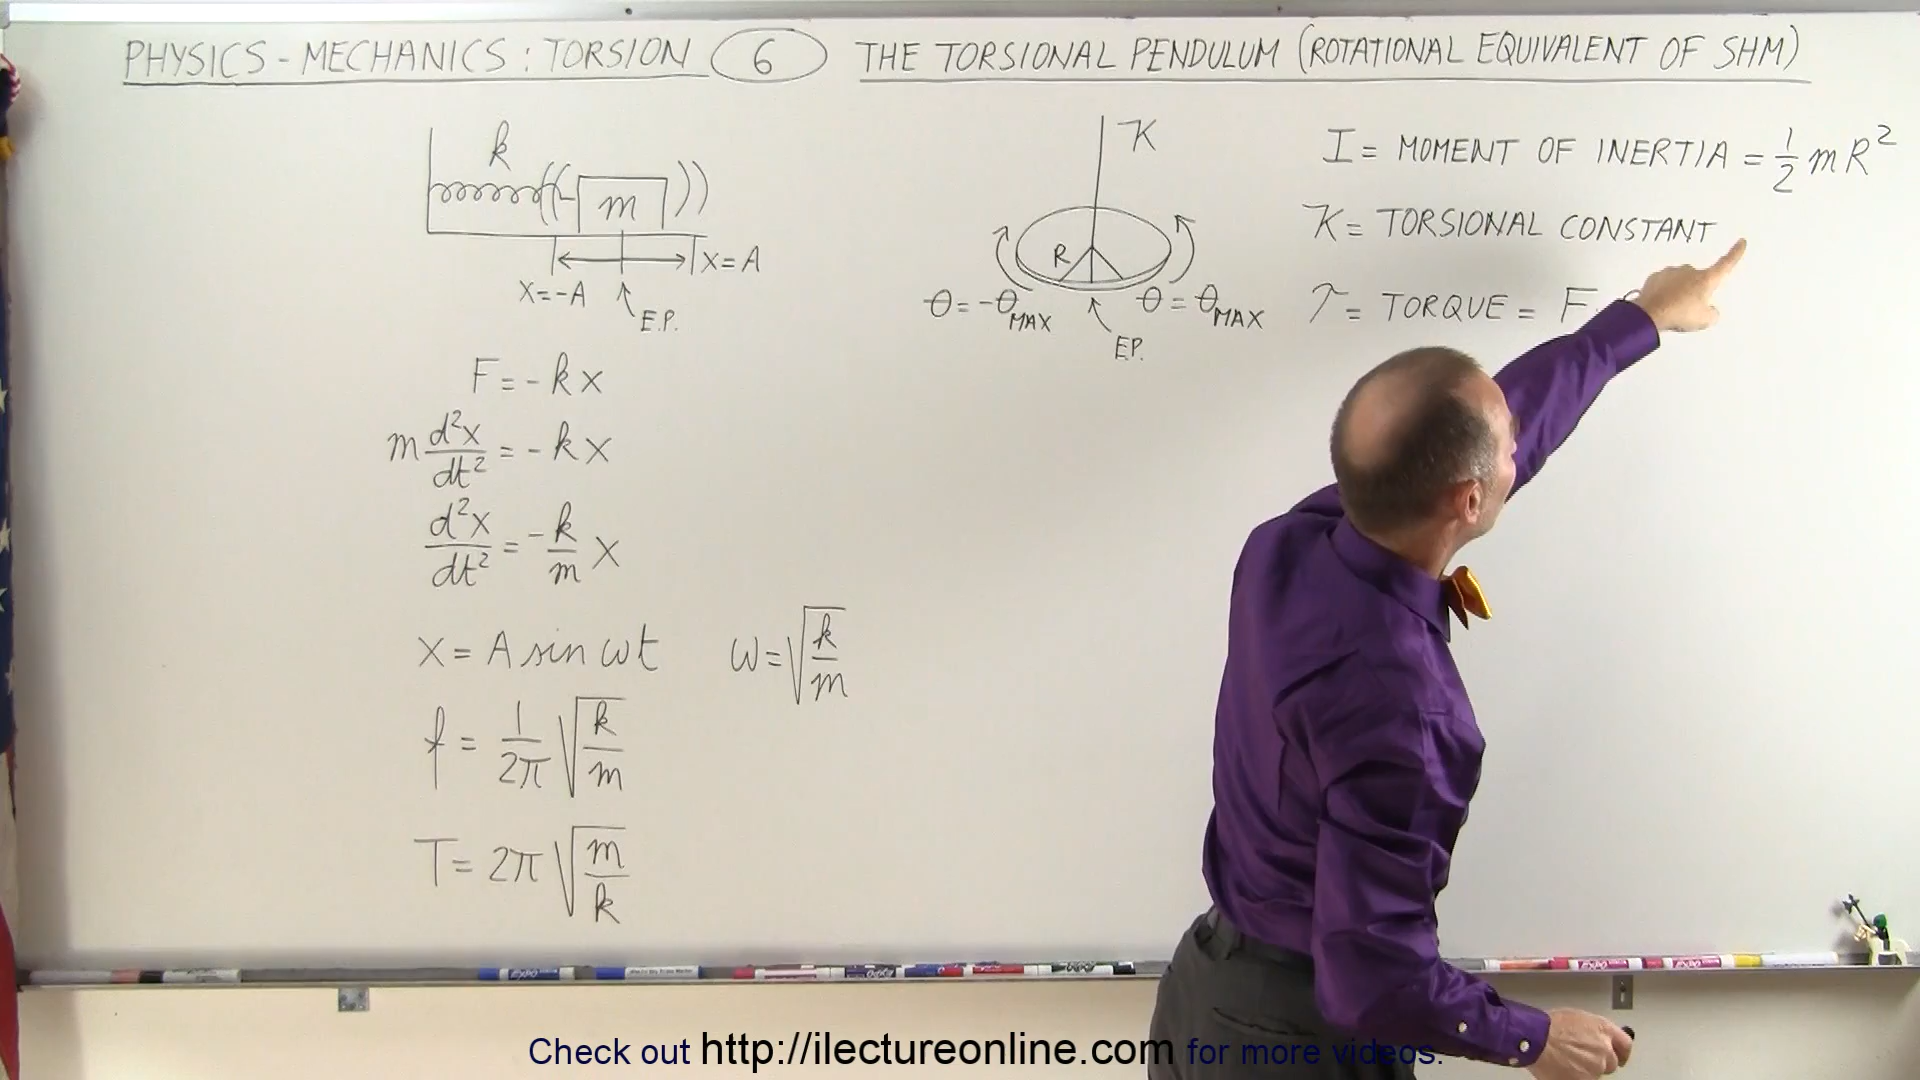 PHYSICS - MECHANICS : TORSION 6 THE TORSIONAL PENDULUM (ROTATIONAL EQUIVALENT OF SHM)
k
m
x=-A
x=A
E.P.
F=-kx
m d²x/dt² = -kx
d²x/dt² = -k/m x
x = A sin ωt ω=√(k/m)
f = 1/2π √(k/m)
T = 2π √(m/k)
K
R
θ=-θMAX
θ=θMAX
E.P.
I = MOMENT OF INERTIA = 1/2 mR²
K = TORSIONAL CONSTANT
τ = TORQUE = F
EXPO
Check out http://ilectureonline.com for more videos.